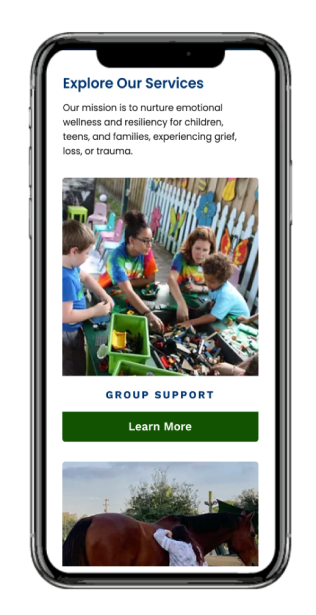 Explore Our Services
Our mission is to nurture emotional
wellness and resiliency for children,
teens, and families, experiencing grief,
loss, or trauma.
GROUP SUPPORT
Learn More